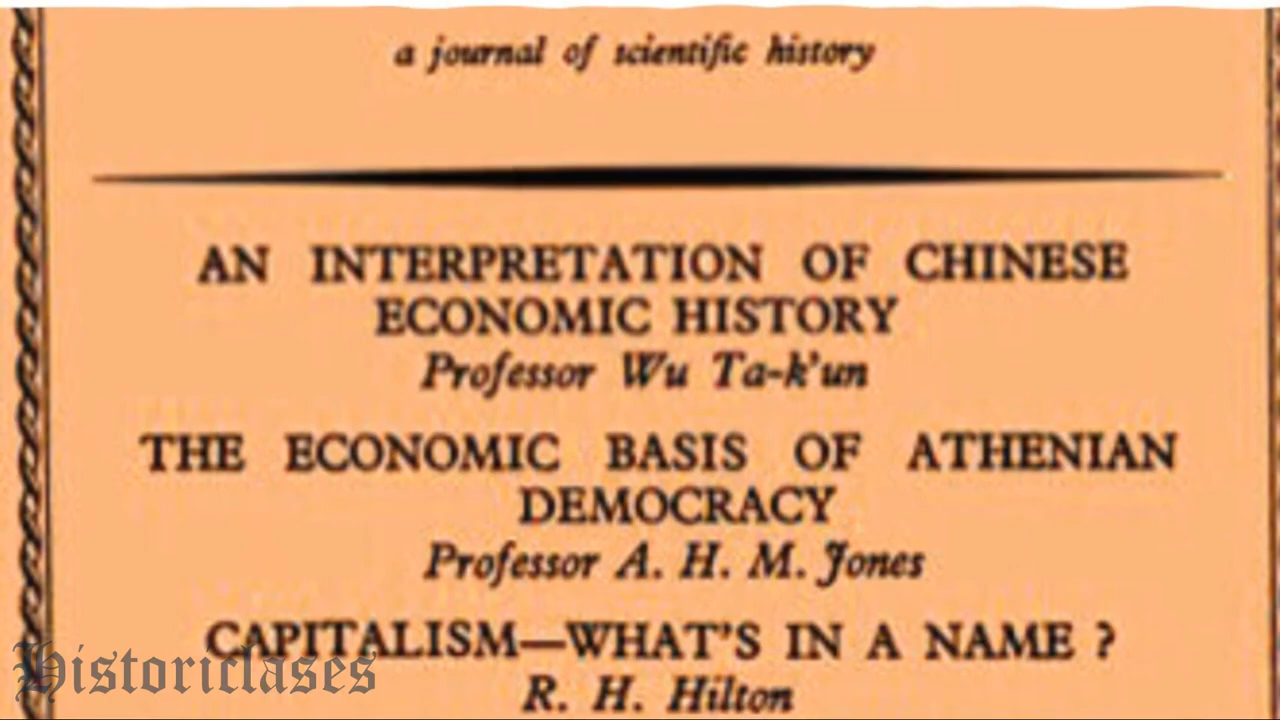 a journal of scientific history
AN INTERPRETATION OF CHINESE
ECONOMIC HISTORY
Professor Wu Ta-k'un
THE ECONOMIC BASIS OF ATHENIAN
DEMOCRACY
Professor A. H. M. Jones
CAPITALISM—WHAT'S IN A NAME ?
Historiclases
R. H. Hilton